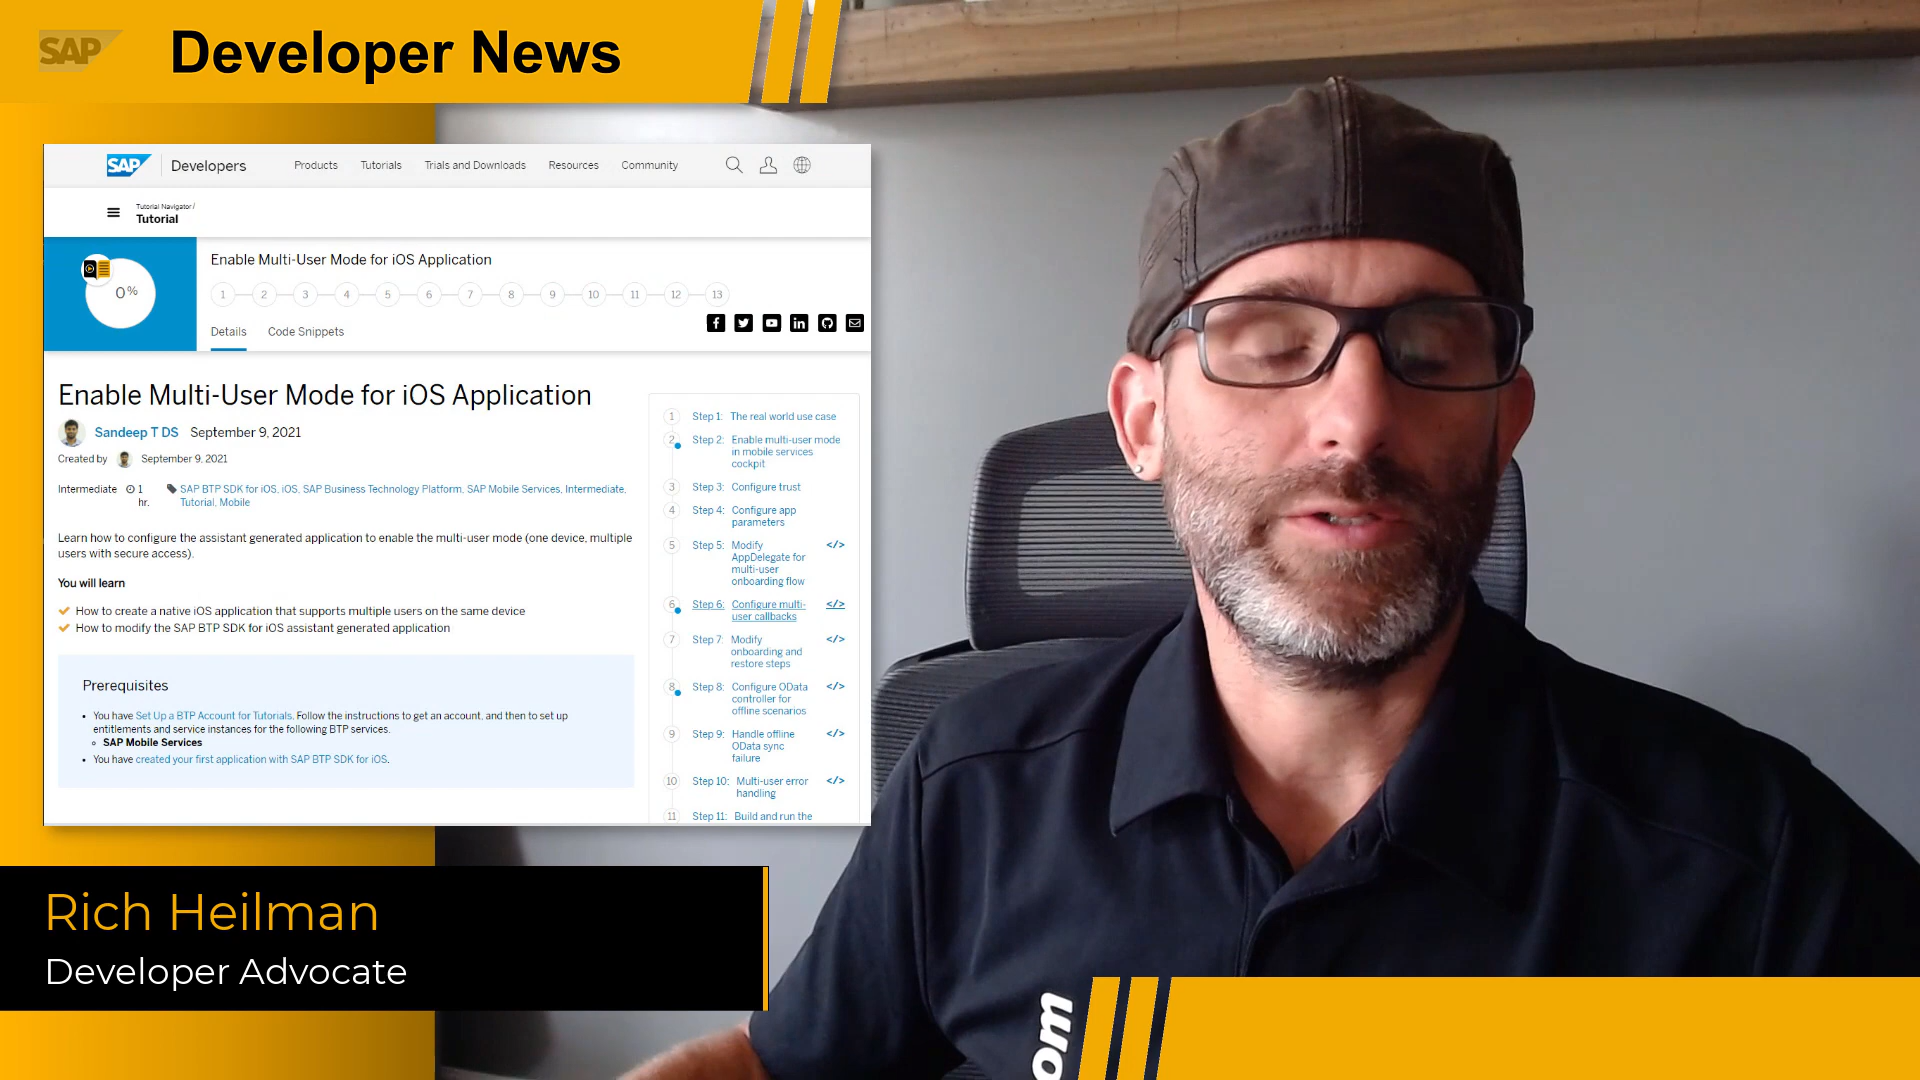 SAP
Developer News
SAP
Developers
Products
Tutorials
Trials and Downloads
Resources
Community
Tutorial Navigator /
Tutorial
0%
Enable Multi-User Mode for iOS Application
1 2 3 4 5 6 7 8 9 10 11 12 13
Details
Code Snippets
Enable Multi-User Mode for iOS Application
Sandeep T DS September 9, 2021
Created by September 9, 2021
Intermediate
1
hr.
SAP BTP SDK for iOS, iOS, SAP Business Technology Platform, SAP Mobile Services, Intermediate,
Tutorial, Mobile
Learn how to configure the assistant generated application to enable the multi-user mode (one device, multiple
users with secure access).
You will learn
How to create a native iOS application that supports multiple users on the same device
How to modify the SAP BTP SDK for iOS assistant generated application
Prerequisites
• You have Set Up a BTP Account for Tutorials. Follow the instructions to get an account, and then to set up
entitlements and service instances for the following BTP services.
SAP Mobile Services
• You have created your first application with SAP BTP SDK for iOS.
1 Step 1: The real world use case
2 Step 2: Enable multi-user mode
in mobile services
cockpit
3 Step 3: Configure trust
4 Step 4: Configure app
parameters
5 Step 5: Modify </>
AppDelegate for
multi-user
onboarding flow
6 Step 6: Configure multi- </>
user callbacks
7 Step 7: Modify </>
onboarding and
restore steps
8 Step 8: Configure OData </>
controller for
offline scenarios
9 Step 9: Handle offline </>
OData sync
failure
10 Step 10: Multi-user error </>
handling
11 Step 11: Build and run the
Rich Heilman
Developer Advocate
om